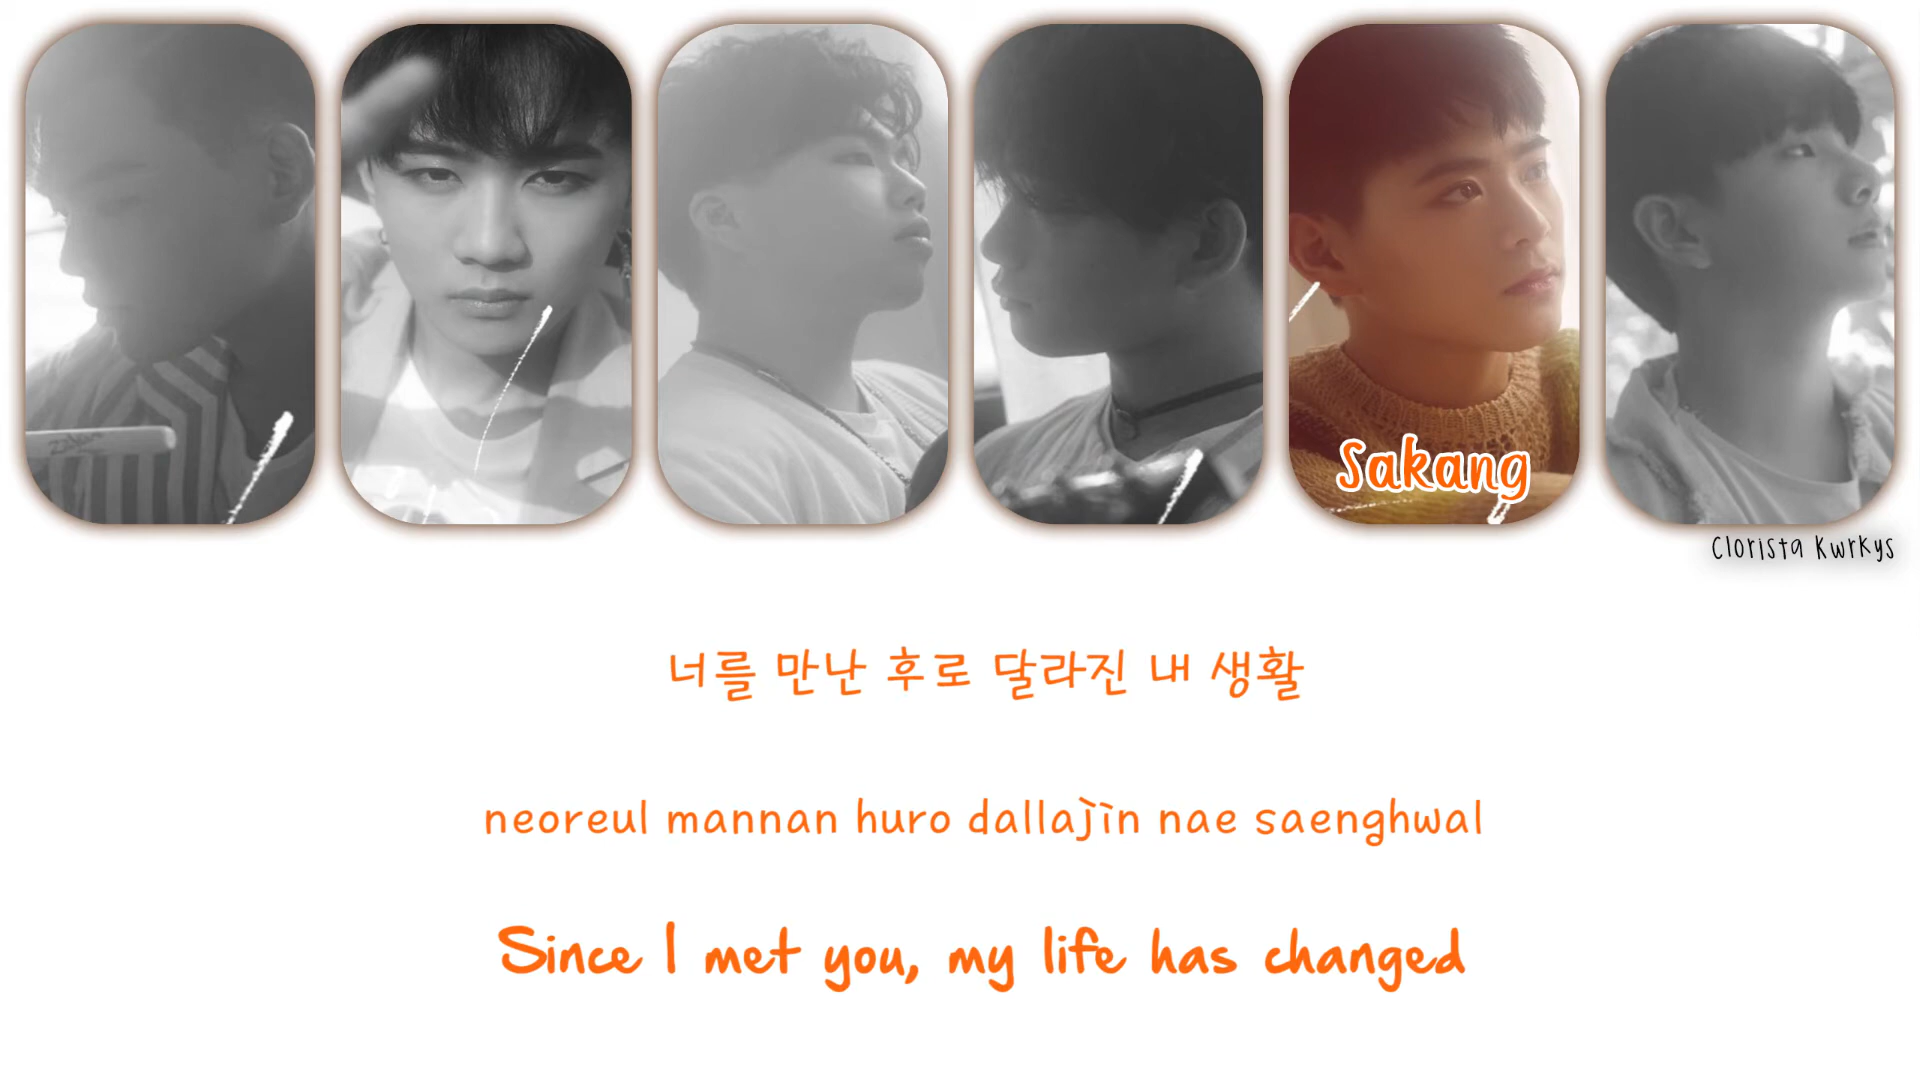 Sakang
Clorista Kwrkys
너를 만난 후로 달라진 내 생활
neoreul mannan huro dallajin nae saenghwal
Since I met you, my life has changed